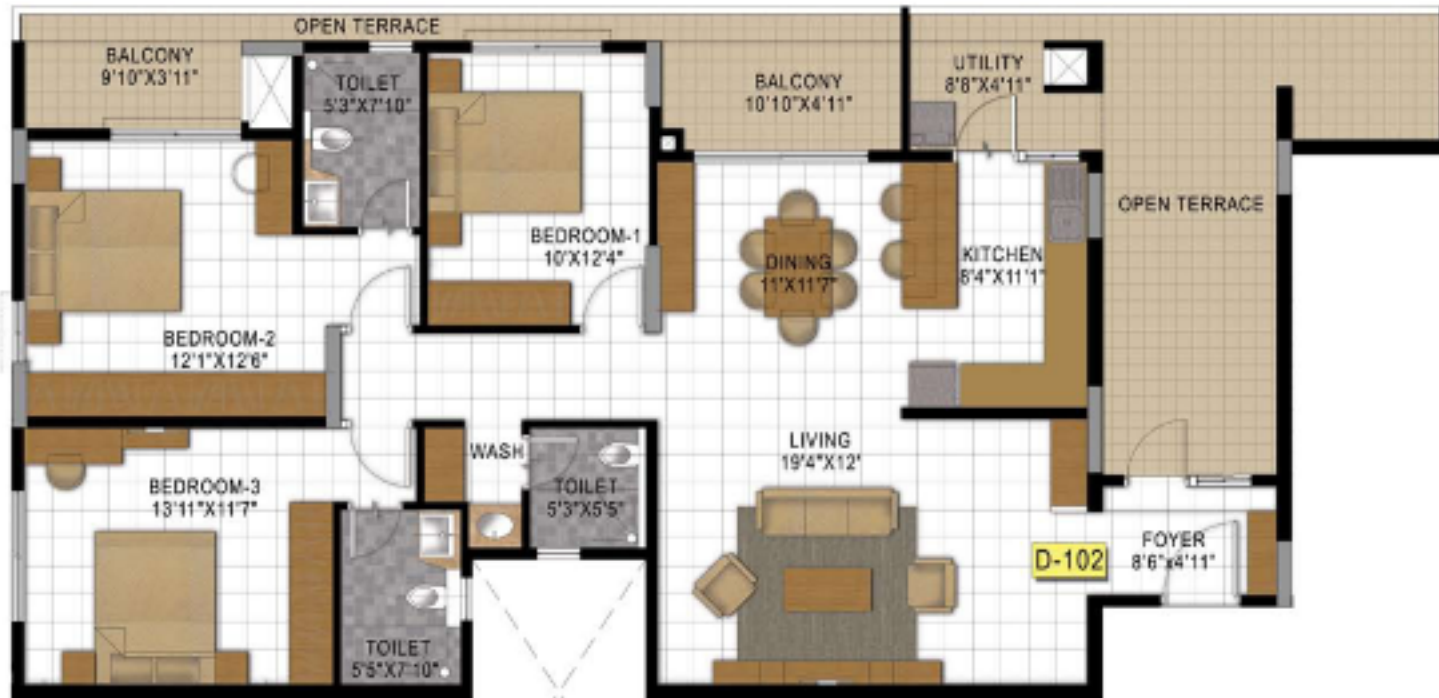 OPEN TERRACE
BALCONY
9'10"X3'11"
TOILET
5'3"X7'10"
BALCONY
10'10"X4'11"
UTILITY
8'8"X4'11"
OPEN TERRACE
BEDROOM-1
10'X12'4"
DINING
11'X11'7"
KITCHEN
8'4"X11'1"
BEDROOM-2
12'1"X12'6"
LIVING
19'4"X12'
WASH
TOILET
5'3"X5'5"
BEDROOM-3
13'11"X11'7"
FOYER
8'6"x4'11"
D-102
TOILET
5'5"X7'10"